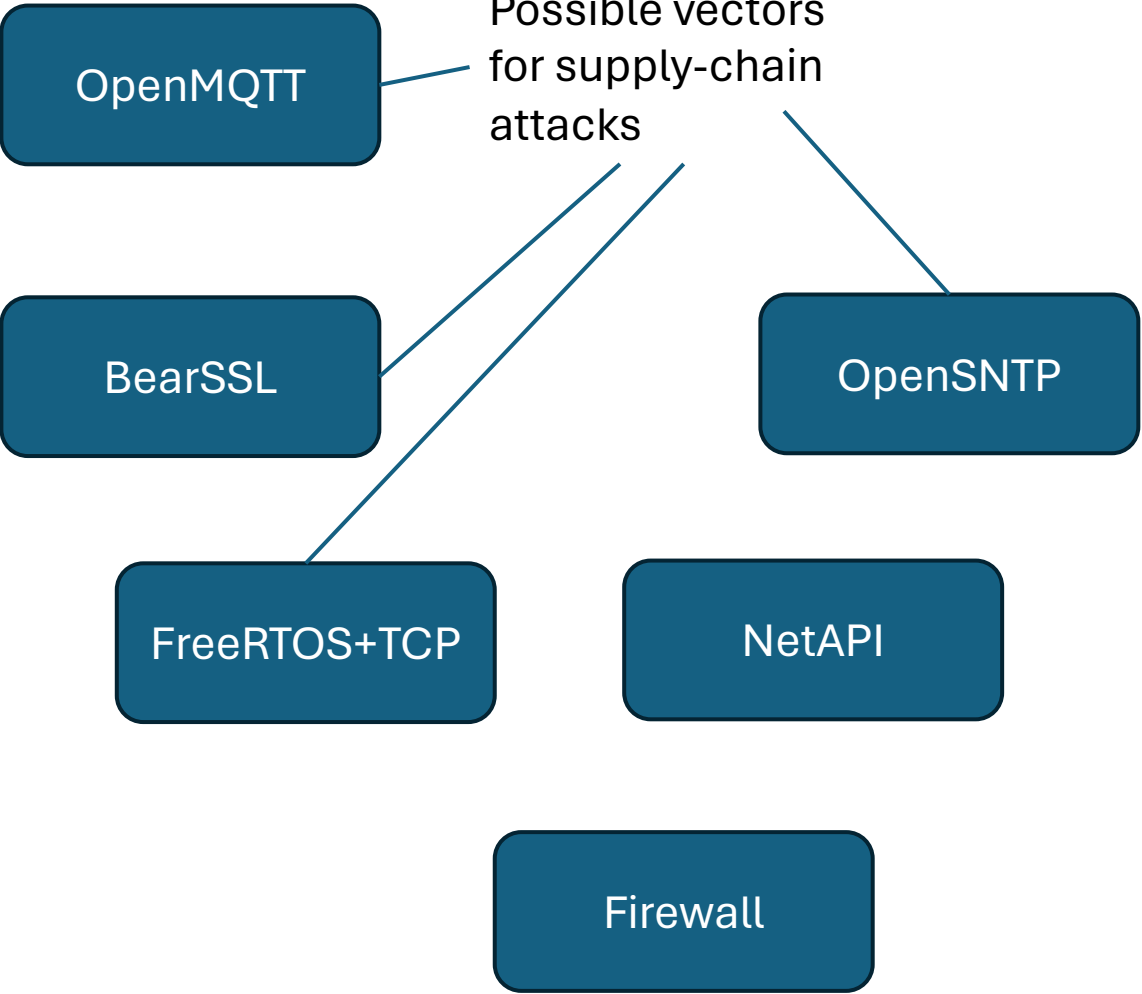 Possible vectors
for supply-chain
attacks
OpenMQTT
BearSSL
OpenSNTP
FreeRTOS+TCP
NetAPI
Firewall